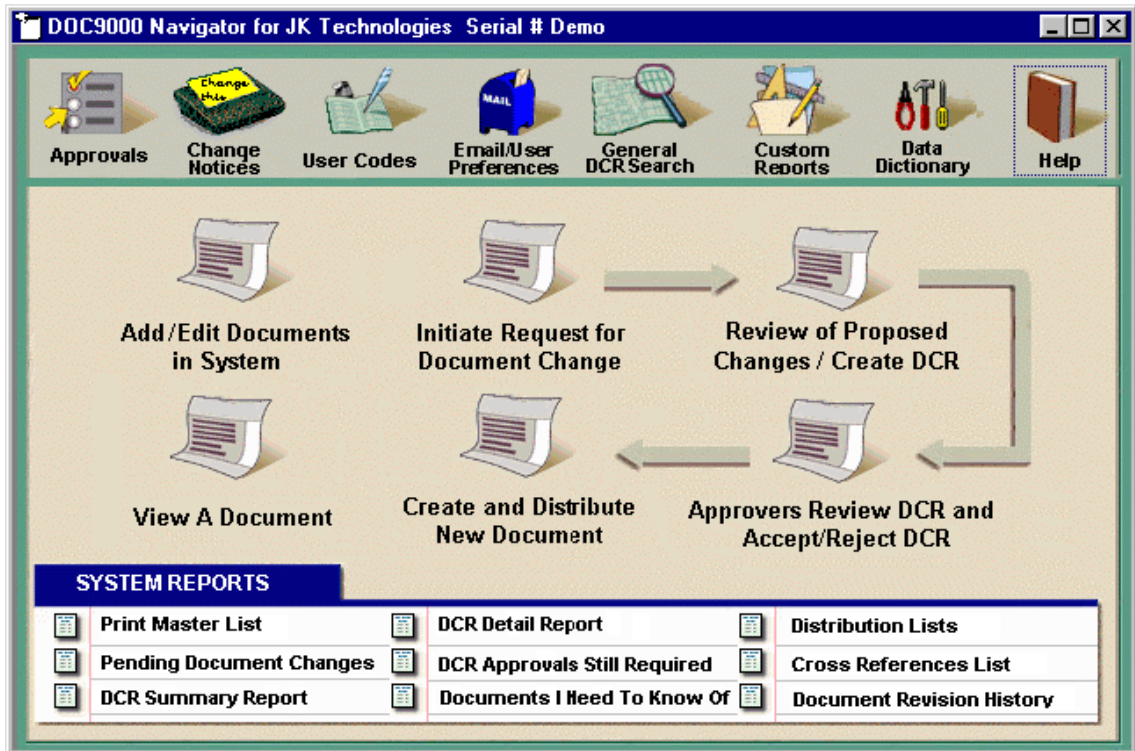 DOC9000 Navigator for JK Technologies Serial # Demo
Change
this
MAIL
Approvals
Change
Notices
User Codes
Email/User
Preferences
General
DCR Search
Custom
Reports
Data
Dictionary
Help
Add/Edit Documents
in System
Initiate Request for
Document Change
Review of Proposed
Changes / Create DCR
View A Document
Create and Distribute
New Document
Approvers Review DCR and
Accept/Reject DCR
SYSTEM REPORTS
Print Master List
DCR Detail Report
Distribution Lists
Pending Document Changes
DCR Approvals Still Required
Cross References List
DCR Summary Report
Documents I Need To Know Of
Document Revision History